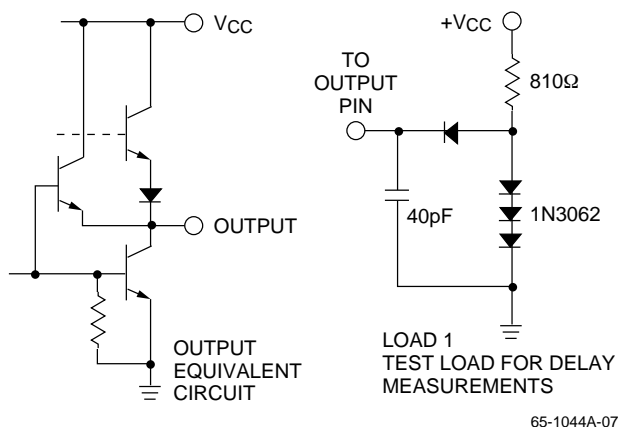 VCC
OUTPUT
OUTPUT
EQUIVALENT
CIRCUIT
+VCC
TO
OUTPUT
PIN
810Ω
40pF
1N3062
LOAD 1
TEST LOAD FOR DELAY
MEASUREMENTS
65-1044A-07